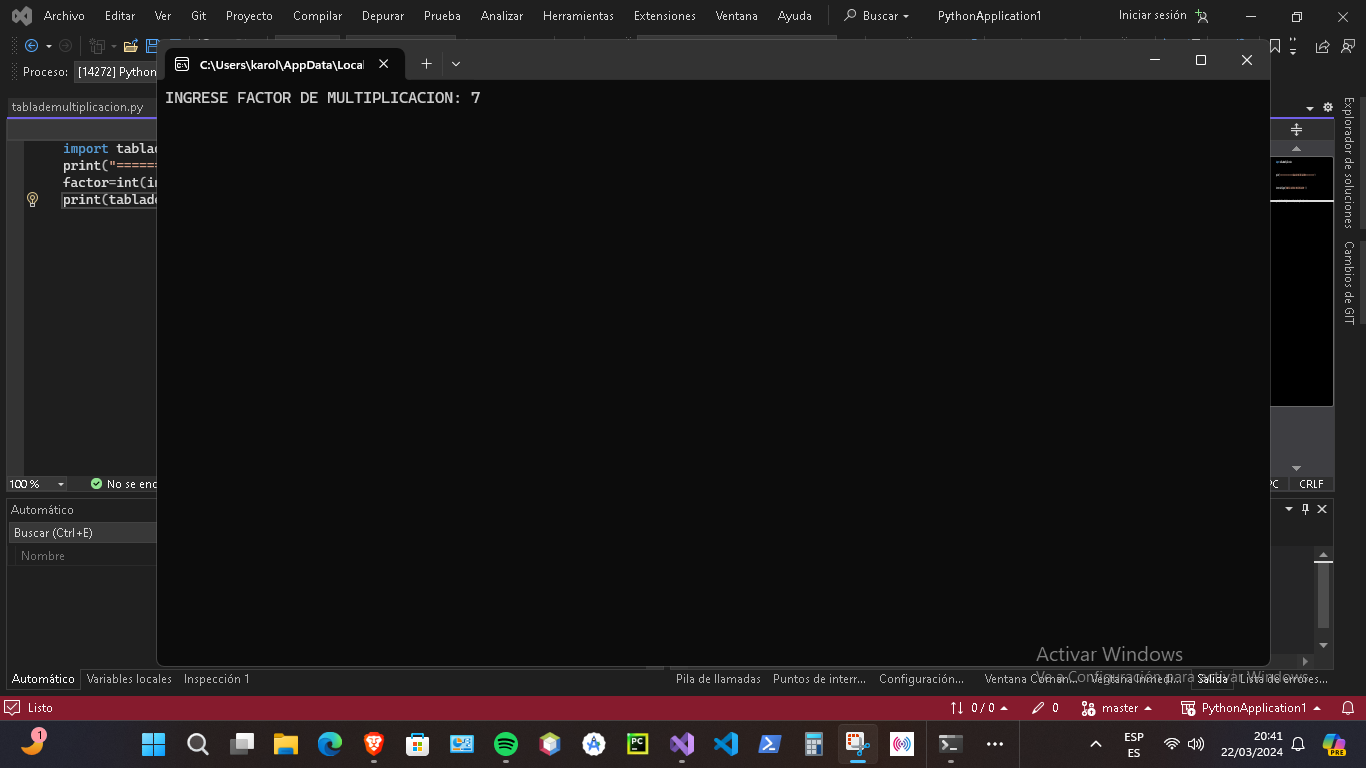 Archivo Editar Ver Git Proyecto Compilar Depurar Prueba Analizar Herramientas Extensiones Ventana Ayuda Buscar PythonApplication1 Iniciar sesión
Proceso: [14272] Python
C:\Users\karol\AppData\Local
tablademultiplicacion.py
INGRESE FACTOR DE MULTIPLICACION: 7
import tablad
print("======
factor=int(in
print(tablade
Explorador de soluciones
Cambios de GIT
100 % No se enc
PC CRLF
Automático
Buscar (Ctrl+E)
Nombre
Activar Windows
Ve a Configuración para activar Windows.
Automático Variables locales Inspección 1 Pila de llamadas Puntos de interr... Configuración... Ventana Coman... Ventana Inmedi... Salida Lista de errores...
Listo 0 / 0 0 master PythonApplication1
1 PC PRE
ESP
ES
20:41
22/03/2024